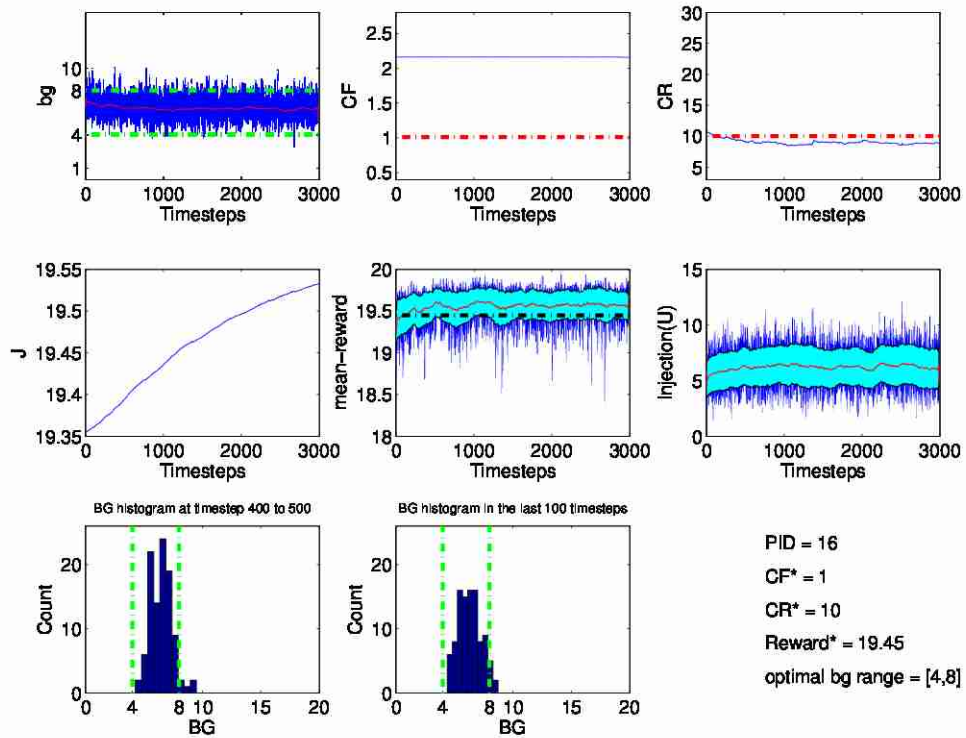 bg
10
8
4
1
0 1000 2000 3000
Timesteps
CF
2.5
2
1.5
1
0.5
0 1000 2000 3000
Timesteps
CR
30
25
20
15
10
5
0 1000 2000 3000
Timesteps
J
19.55
19.5
19.45
19.4
19.35
0 1000 2000 3000
Timesteps
mean-reward
20
19.5
19
18.5
18
0 1000 2000 3000
Timesteps
Injection(U)
15
10
5
0
0 1000 2000 3000
Timesteps
BG histogram at timestep 400 to 500
Count
20
10
0
0 4 8 10 15 20
BG
BG histogram in the last 100 timesteps
Count
20
10
0
0 4 8 10 15 20
BG
PID = 16
CF* = 1
CR* = 10
Reward* = 19.45
optimal bg range = [4,8]